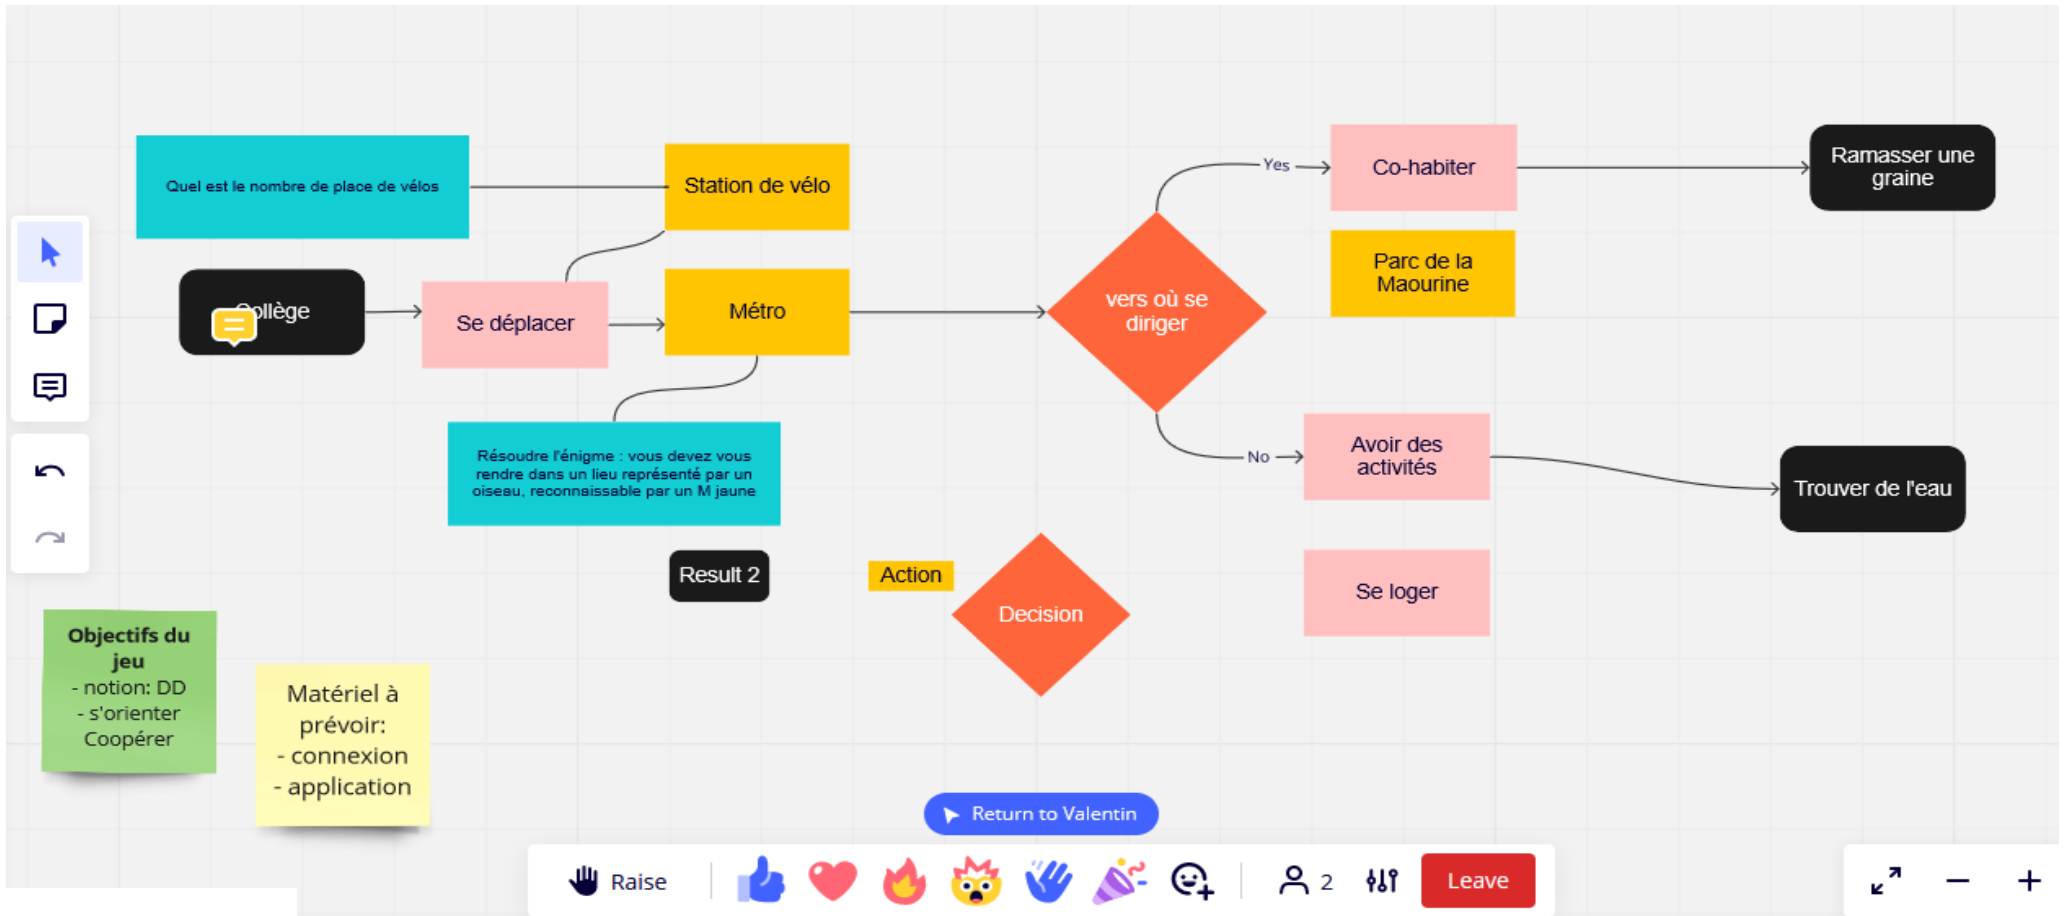 Quel est le nombre de place de vélos
Station de vélo
Collège
Se déplacer
Métro
Résoudre l'énigme : vous devez vous
rendre dans un lieu représenté par un
oiseau, reconnaissable par un M jaune
vers où se
diriger
Yes
Co-habiter
Ramasser une
graine
Parc de la
Maourine
No
Avoir des
activités
Trouver de l'eau
Se loger
Result 2
Action
Decision
Objectifs du
jeu
- notion: DD
- s'orienter
Coopérer
Matériel à
prévoir:
- connexion
- application
Return to Valentin
Raise
2
Leave